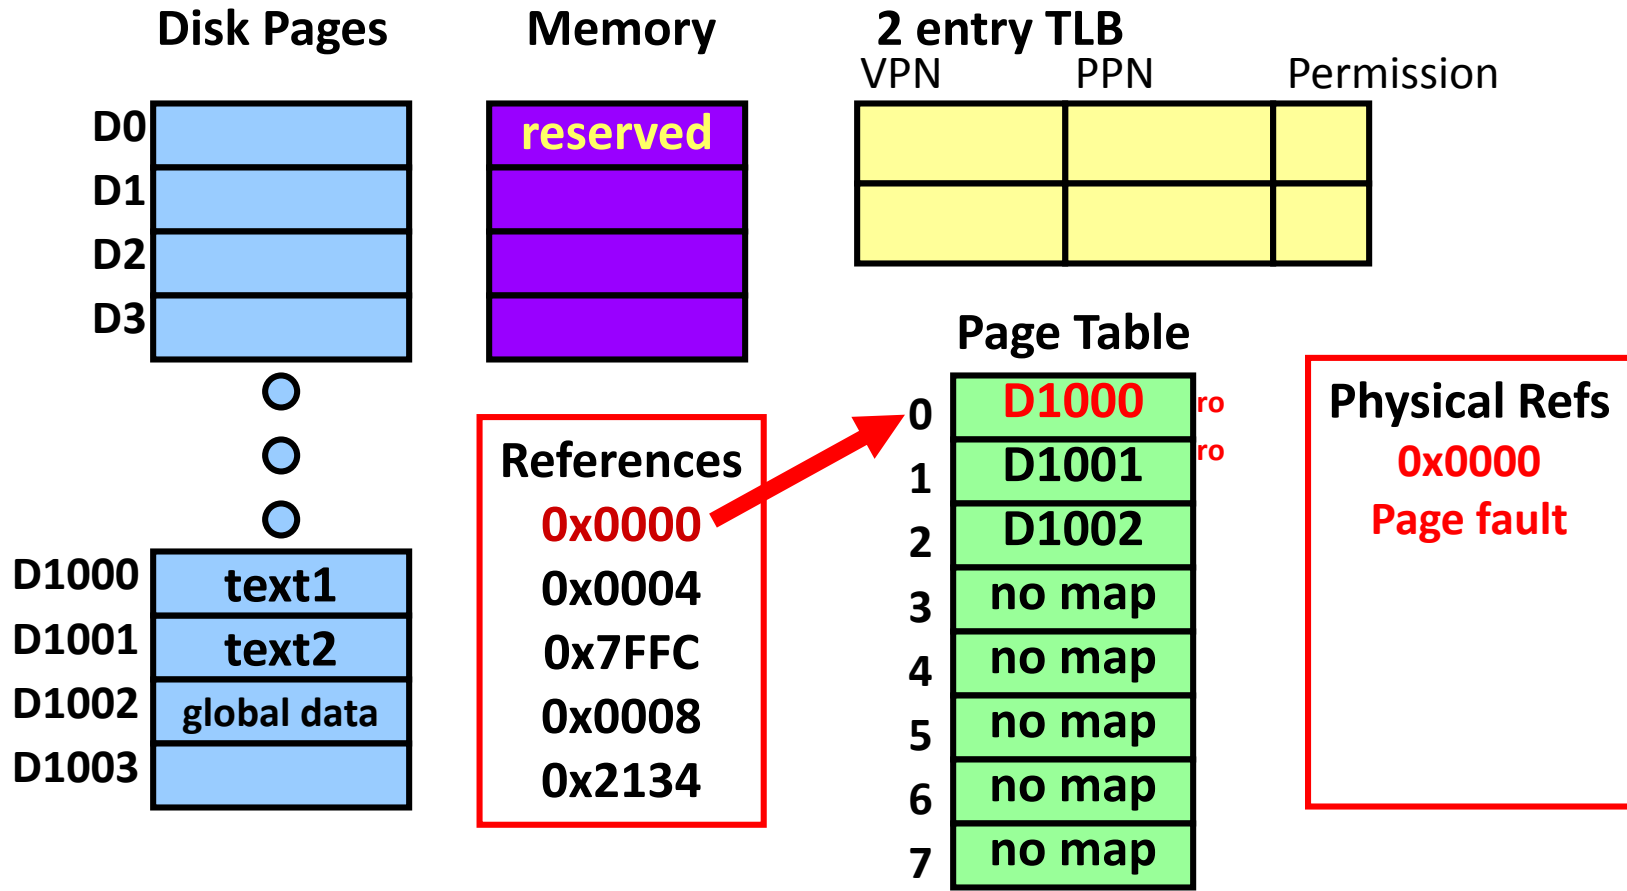 Disk Pages
D0
D1
D2
D3
D1000 text1
D1001 text2
D1002 global data
D1003
Memory
reserved
2 entry TLB
VPN PPN Permission
References
0x0000
0x0004
0x7FFC
0x0008
0x2134
Page Table
0 D1000 ro
1 D1001 ro
2 D1002
3 no map
4 no map
5 no map
6 no map
7 no map
Physical Refs
0x0000
Page fault